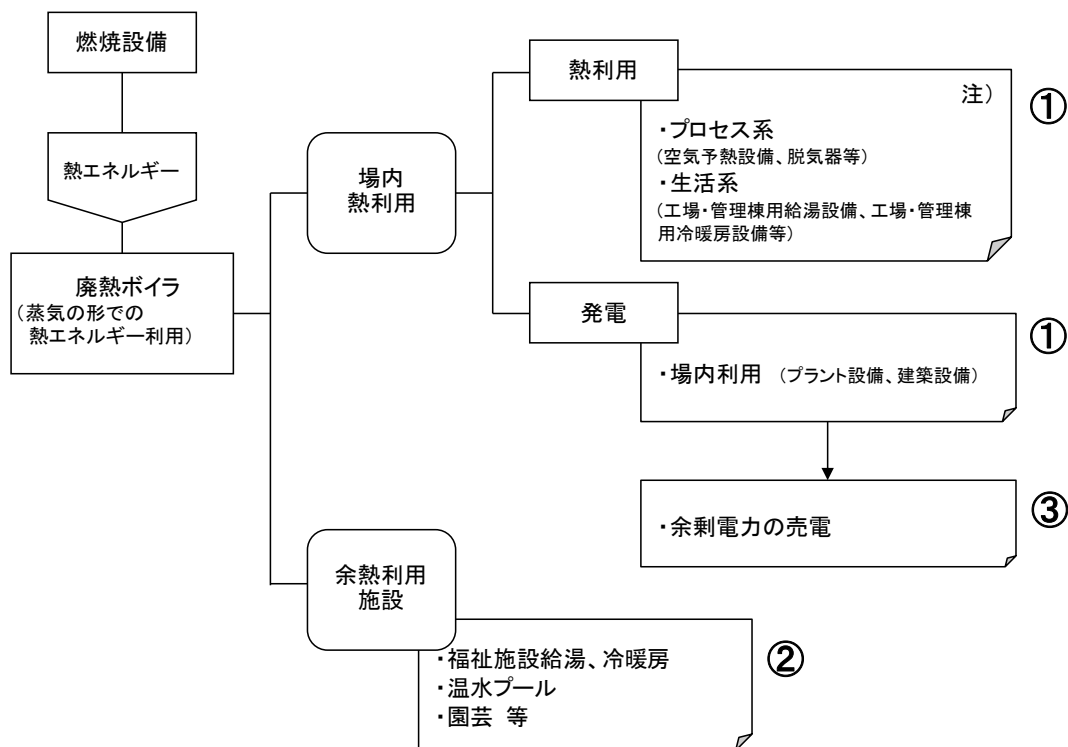 燃焼設備
熱エネルギー
廃熱ボイラ
(蒸気の形での
熱エネルギー利用)
場内
熱利用
熱利用
注)
①
・プロセス系
(空気予熱設備、脱気器等)
・生活系
(工場・管理棟用給湯設備、工場・管理棟
用冷暖房設備等)
発電
①
・場内利用 (プラント設備、建築設備)
③
・余剰電力の売電
余熱利用
施設
②
・福祉施設給湯、冷暖房
・温水プール
・園芸 等